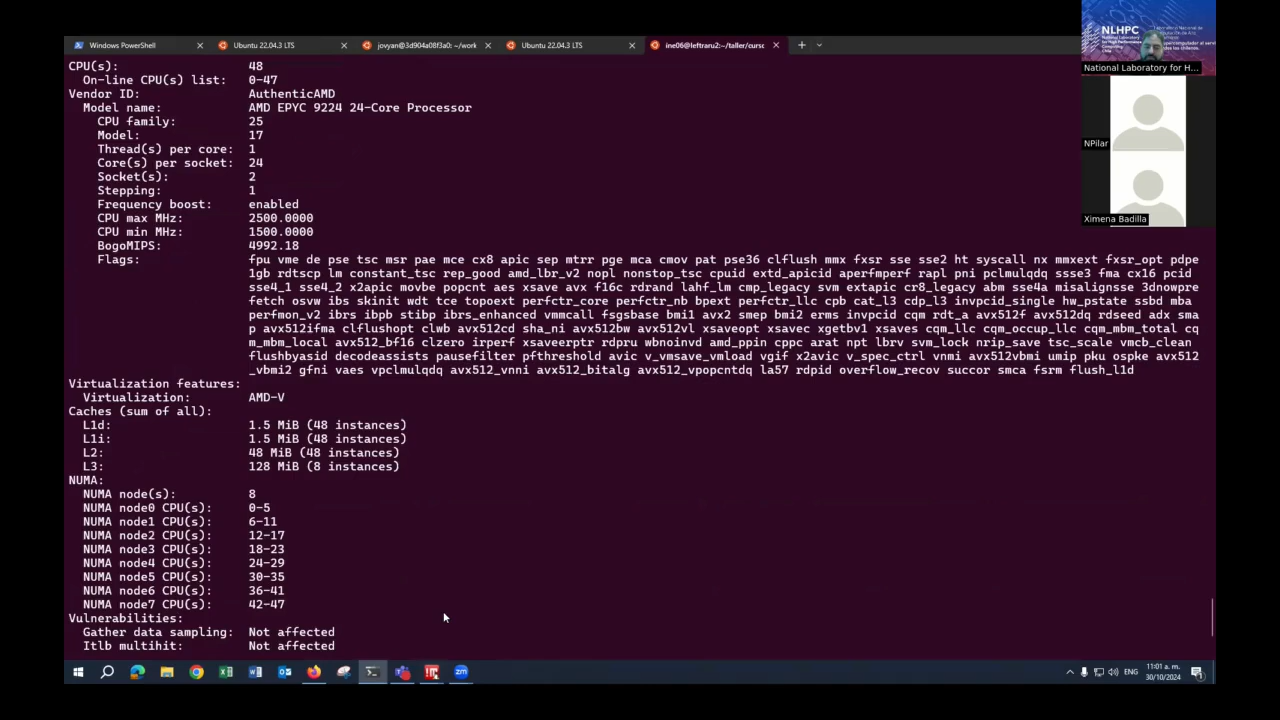 Windows PowerShell
Ubuntu 22.04.3 LTS
jovyan@3d904a08f3a0: ~/work
Ubuntu 22.04.3 LTS
ine06@leftraru2:~/taller/curso
CPU(s): 48
On-line CPU(s) list: 0-47
Vendor ID: AuthenticAMD
Model name: AMD EPYC 9224 24-Core Processor
CPU family: 25
Model: 17
Thread(s) per core: 1
Core(s) per socket: 24
Socket(s): 2
Stepping: 1
Frequency boost: enabled
CPU max MHz: 2500.0000
CPU min MHz: 1500.0000
BogoMIPS: 4992.18
Flags: fpu vme de pse tsc msr pae mce cx8 apic sep mtrr pge mca cmov pat pse36 clflush mmx fxsr sse sse2 ht syscall nx mmxext fxsr_opt pdpe
1gb rdtscp lm constant_tsc rep_good amd_lbr_v2 nopl nonstop_tsc cpuid extd_apicid aperfmperf rapl pni pclmulqdq ssse3 fma cx16 pcid
sse4_1 sse4_2 x2apic movbe popcnt aes xsave avx f16c rdrand lahf_lm cmp_legacy svm extapic cr8_legacy abm sse4a misalignsse 3dnowpre
fetch osvw ibs skinit wdt tce topoext perfctr_core perfctr_nb bpext perfctr_llc cpb cat_l3 cdp_l3 invpcid_single hw_pstate ssbd mba
perfmon_v2 ibrs ibpb stibp ibrs_enhanced vmmcall fsgsbase bmi1 avx2 smep bmi2 erms invpcid cqm rdt_a avx512f avx512dq rdseed adx sma
p avx512ifma clflushopt clwb avx512cd sha_ni avx512bw avx512vl xsaveopt xsavec xgetbv1 xsaves cqm_llc cqm_occup_llc cqm_mbm_total cq
m_mbm_local avx512_bf16 clzero irperf xsaveerptr rdpru wbnoinvd amd_ppin cppc arat npt lbrv svm_lock nrip_save tsc_scale vmcb_clean
flushbyasid decodeassists pausefilter pfthreshold avic v_vmsave_vmload vgif x2avic v_spec_ctrl vnmi avx512vbmi umip pku ospke avx512
_vbmi2 gfni vaes vpclmulqdq avx512_vnni avx512_bitalg avx512_vpopcntdq la57 rdpid overflow_recov succor smca fsrm flush_l1d
Virtualization features:
Virtualization: AMD-V
Caches (sum of all):
L1d: 1.5 MiB (48 instances)
L1i: 1.5 MiB (48 instances)
L2: 48 MiB (48 instances)
L3: 128 MiB (8 instances)
NUMA:
NUMA node(s): 8
NUMA node0 CPU(s): 0-5
NUMA node1 CPU(s): 6-11
NUMA node2 CPU(s): 12-17
NUMA node3 CPU(s): 18-23
NUMA node4 CPU(s): 24-29
NUMA node5 CPU(s): 30-35
NUMA node6 CPU(s): 36-41
NUMA node7 CPU(s): 42-47
Vulnerabilities:
Gather data sampling: Not affected
Itlb multihit: Not affected
NLHPC
National Laboratory for H...
NPilar
Ximena Badilla
ENG
11:01 a. m.
30/10/2024